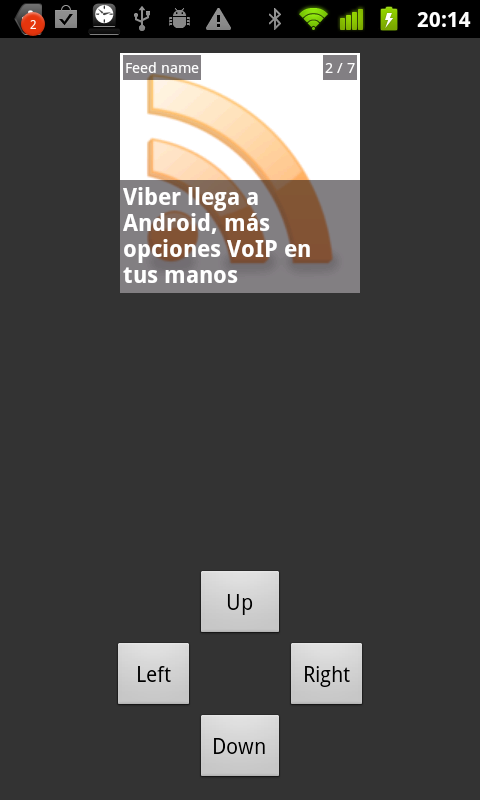 2
20:14
Feed name
2 / 7
Viber llega a
Android, más
opciones VoIP en
tus manos
Up
Left
Right
Down